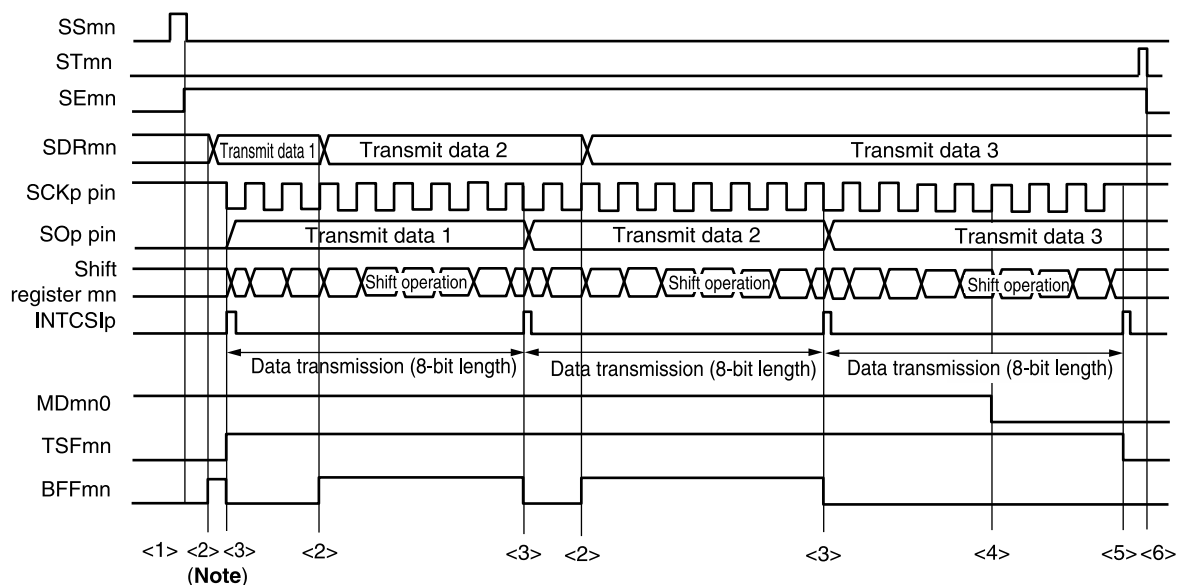 SSmn
STmn
SEmn
SDRmn
Transmit data 1
Transmit data 2
Transmit data 3
SCKp pin
SOp pin
Transmit data 1
Transmit data 2
Transmit data 3
Shift
register mn
Shift operation
Shift operation
Shift operation
INTCSIp
Data transmission (8-bit length)
Data transmission (8-bit length)
Data transmission (8-bit length)
MDmn0
TSFmn
BFFmn
<1> <2> <3> <2> <3> <2> <3> <4> <5> <6>
(Note)